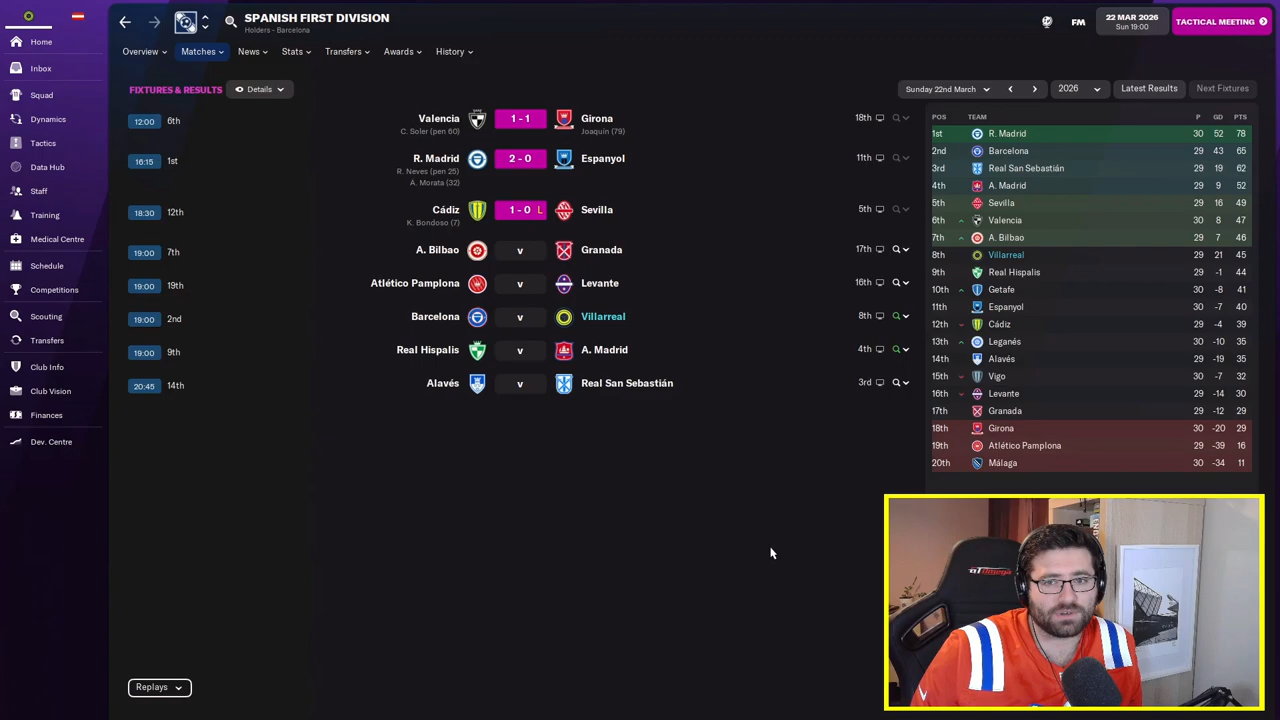 SPANISH FIRST DIVISION
Holders - Barcelona
FM
22 MAR 2026
Sun 19:00
TACTICAL MEETING
Home
Inbox
Squad
Dynamics
Tactics
Data Hub
Staff
Training
Medical Centre
Schedule
Competitions
Scouting
Transfers
Club Info
Club Vision
Finances
Dev. Centre
Overview
Matches
News
Stats
Transfers
Awards
History
FIXTURES & RESULTS
Details
Sunday 22nd March
2026
Latest Results
Next Fixtures
12:00 6th Valencia 1 - 1 Girona 18th
C. Soler (pen 60) Joaquín (79)
16:15 1st R. Madrid 2 - 0 Espanyol 11th
R. Neves (pen 25)
A. Morata (32)
18:30 12th Cádiz 1 - 0 L Sevilla 5th
K. Bondoso (7)
19:00 7th A. Bilbao v Granada 17th
19:00 19th Atlético Pamplona v Levante 16th
19:00 2nd Barcelona v Villarreal 8th
19:00 9th Real Hispalis v A. Madrid 4th
20:45 14th Alavés v Real San Sebastián 3rd
Replays
POS TEAM P GD PTS
1st R. Madrid 30 52 78
2nd Barcelona 29 43 65
3rd Real San Sebastián 29 19 62
4th A. Madrid 29 9 52
5th Sevilla 29 16 49
6th Valencia 30 8 47
7th A. Bilbao 29 7 46
8th Villarreal 29 21 45
9th Real Hispalis 29 -1 44
10th Getafe 30 -8 41
11th Espanyol 30 -7 40
12th Cádiz 29 -4 39
13th Leganés 30 -10 35
14th Alavés 29 -19 35
15th Vigo 30 -7 32
16th Levante 29 -14 30
17th Granada 29 -12 29
18th Girona 30 -20 29
19th Atlético Pamplona 29 -39 16
20th Málaga 30 -34 11
GT Omega